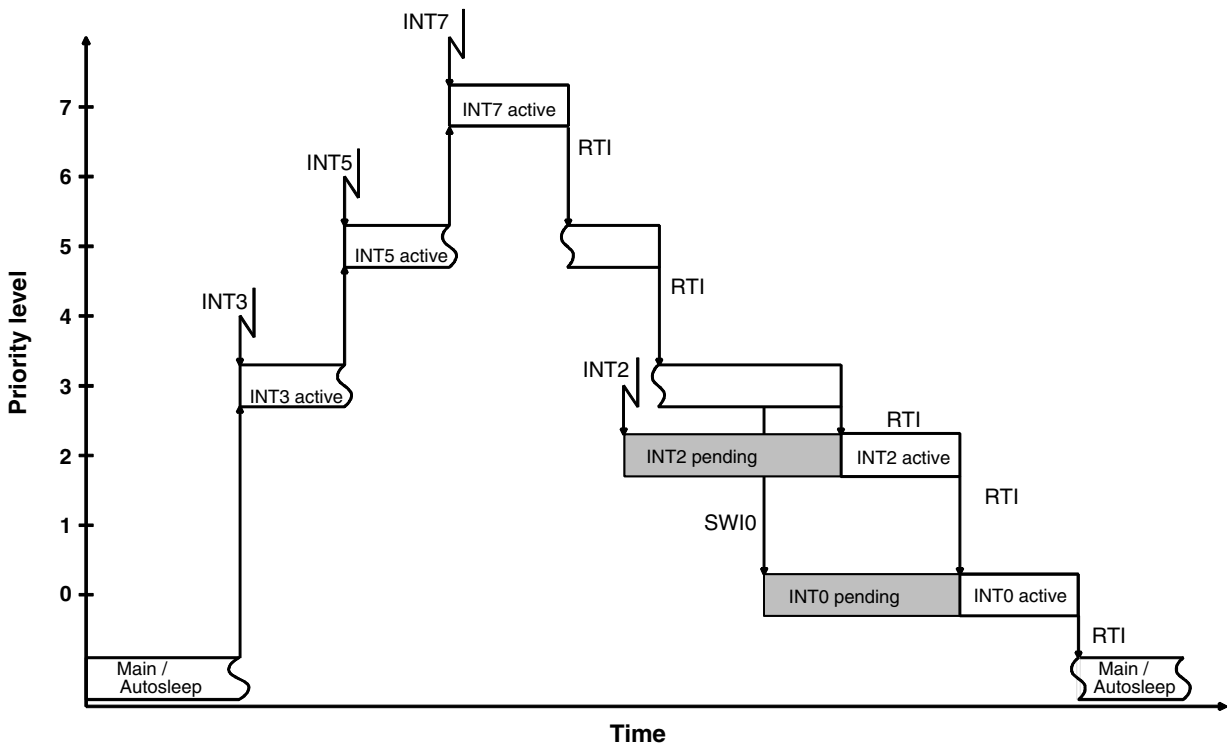 INT7
7
INT7 active
RTI
INT5
6
5
INT5 active
RTI
INT3
4
INT2
3
INT3 active
RTI
2
INT2 pending
INT2 active
RTI
1
SWI0
0
INT0 pending
INT0 active
RTI
Main /
Autosleep
Main /
Autosleep
Priority level
Time